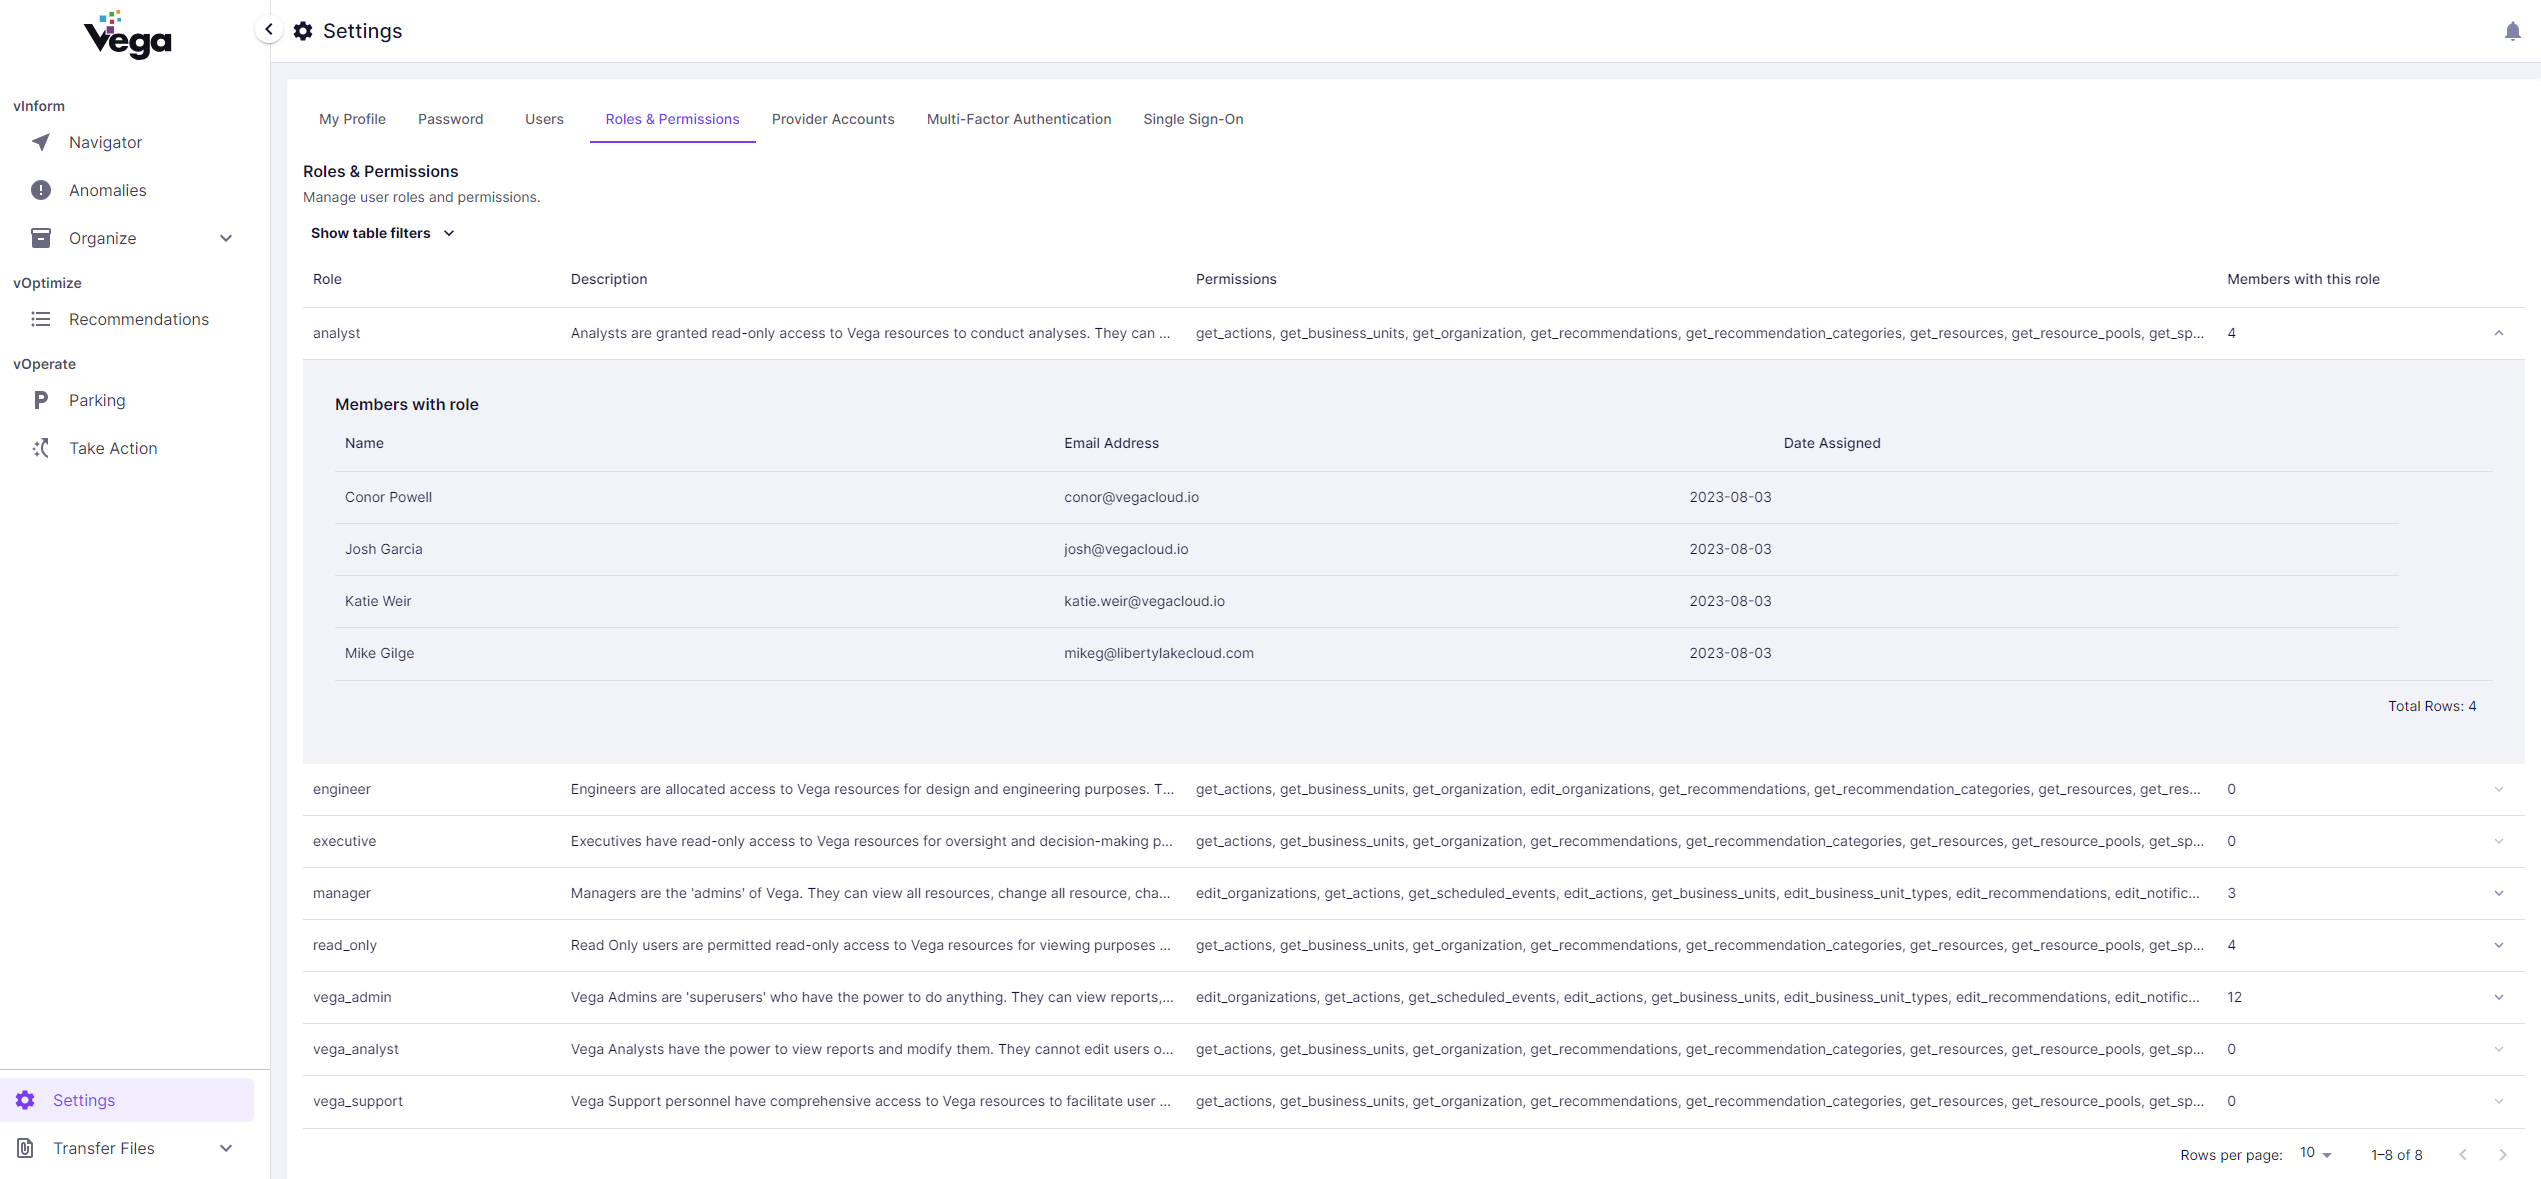 Vega
Settings
vInform
Navigator
Anomalies
Organize
vOptimize
Recommendations
vOperate
Parking
Take Action
Settings
Transfer Files
My Profile Password Users Roles & Permissions Provider Accounts Multi-Factor Authentication Single Sign-On
Roles & Permissions
Manage user roles and permissions.
Show table filters
Role Description Permissions Members with this role
analyst Analysts are granted read-only access to Vega resources to conduct analyses. They can ... get_actions, get_business_units, get_organization, get_recommendations, get_recommendation_categories, get_resources, get_resource_pools, get_sp... 4
Members with role
Name Email Address Date Assigned
Conor Powell conor@vegacloud.io 2023-08-03
Josh Garcia josh@vegacloud.io 2023-08-03
Katie Weir katie.weir@vegacloud.io 2023-08-03
Mike Gilge mikeg@libertylakecloud.com 2023-08-03
Total Rows: 4
engineer Engineers are allocated access to Vega resources for design and engineering purposes. T... get_actions, get_business_units, get_organization, edit_organizations, get_recommendations, get_recommendation_categories, get_resources, get_res... 0
executive Executives have read-only access to Vega resources for oversight and decision-making p... get_actions, get_business_units, get_organization, get_recommendations, get_recommendation_categories, get_resources, get_resource_pools, get_sp... 0
manager Managers are the 'admins' of Vega. They can view all resources, change all resource, cha... edit_organizations, get_actions, get_scheduled_events, edit_actions, get_business_units, edit_business_unit_types, edit_recommendations, edit_notific... 3
read_only Read Only users are permitted read-only access to Vega resources for viewing purposes ... get_actions, get_business_units, get_organization, get_recommendations, get_recommendation_categories, get_resources, get_resource_pools, get_sp... 4
vega_admin Vega Admins are 'superusers' who have the power to do anything. They can view reports,... edit_organizations, get_actions, get_scheduled_events, edit_actions, get_business_units, edit_business_unit_types, edit_recommendations, edit_notific... 12
vega_analyst Vega Analysts have the power to view reports and modify them. They cannot edit users o... get_actions, get_business_units, get_organization, get_recommendations, get_recommendation_categories, get_resources, get_resource_pools, get_sp... 0
vega_support Vega Support personnel have comprehensive access to Vega resources to facilitate user ... get_actions, get_business_units, get_organization, get_recommendations, get_recommendation_categories, get_resources, get_resource_pools, get_sp... 0
Rows per page: 10 1–8 of 8